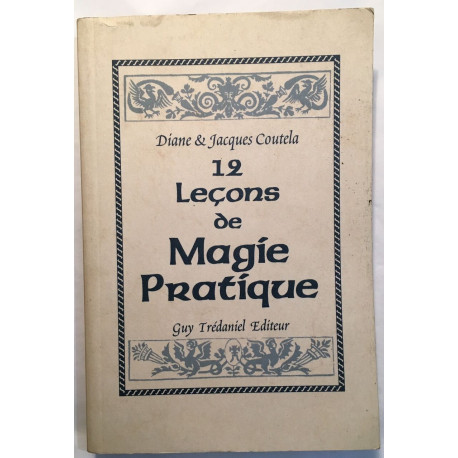 Diane & Jacques Coutela
12
Leçons
de
Magie
Pratique
Guy Trédaniel Editeur